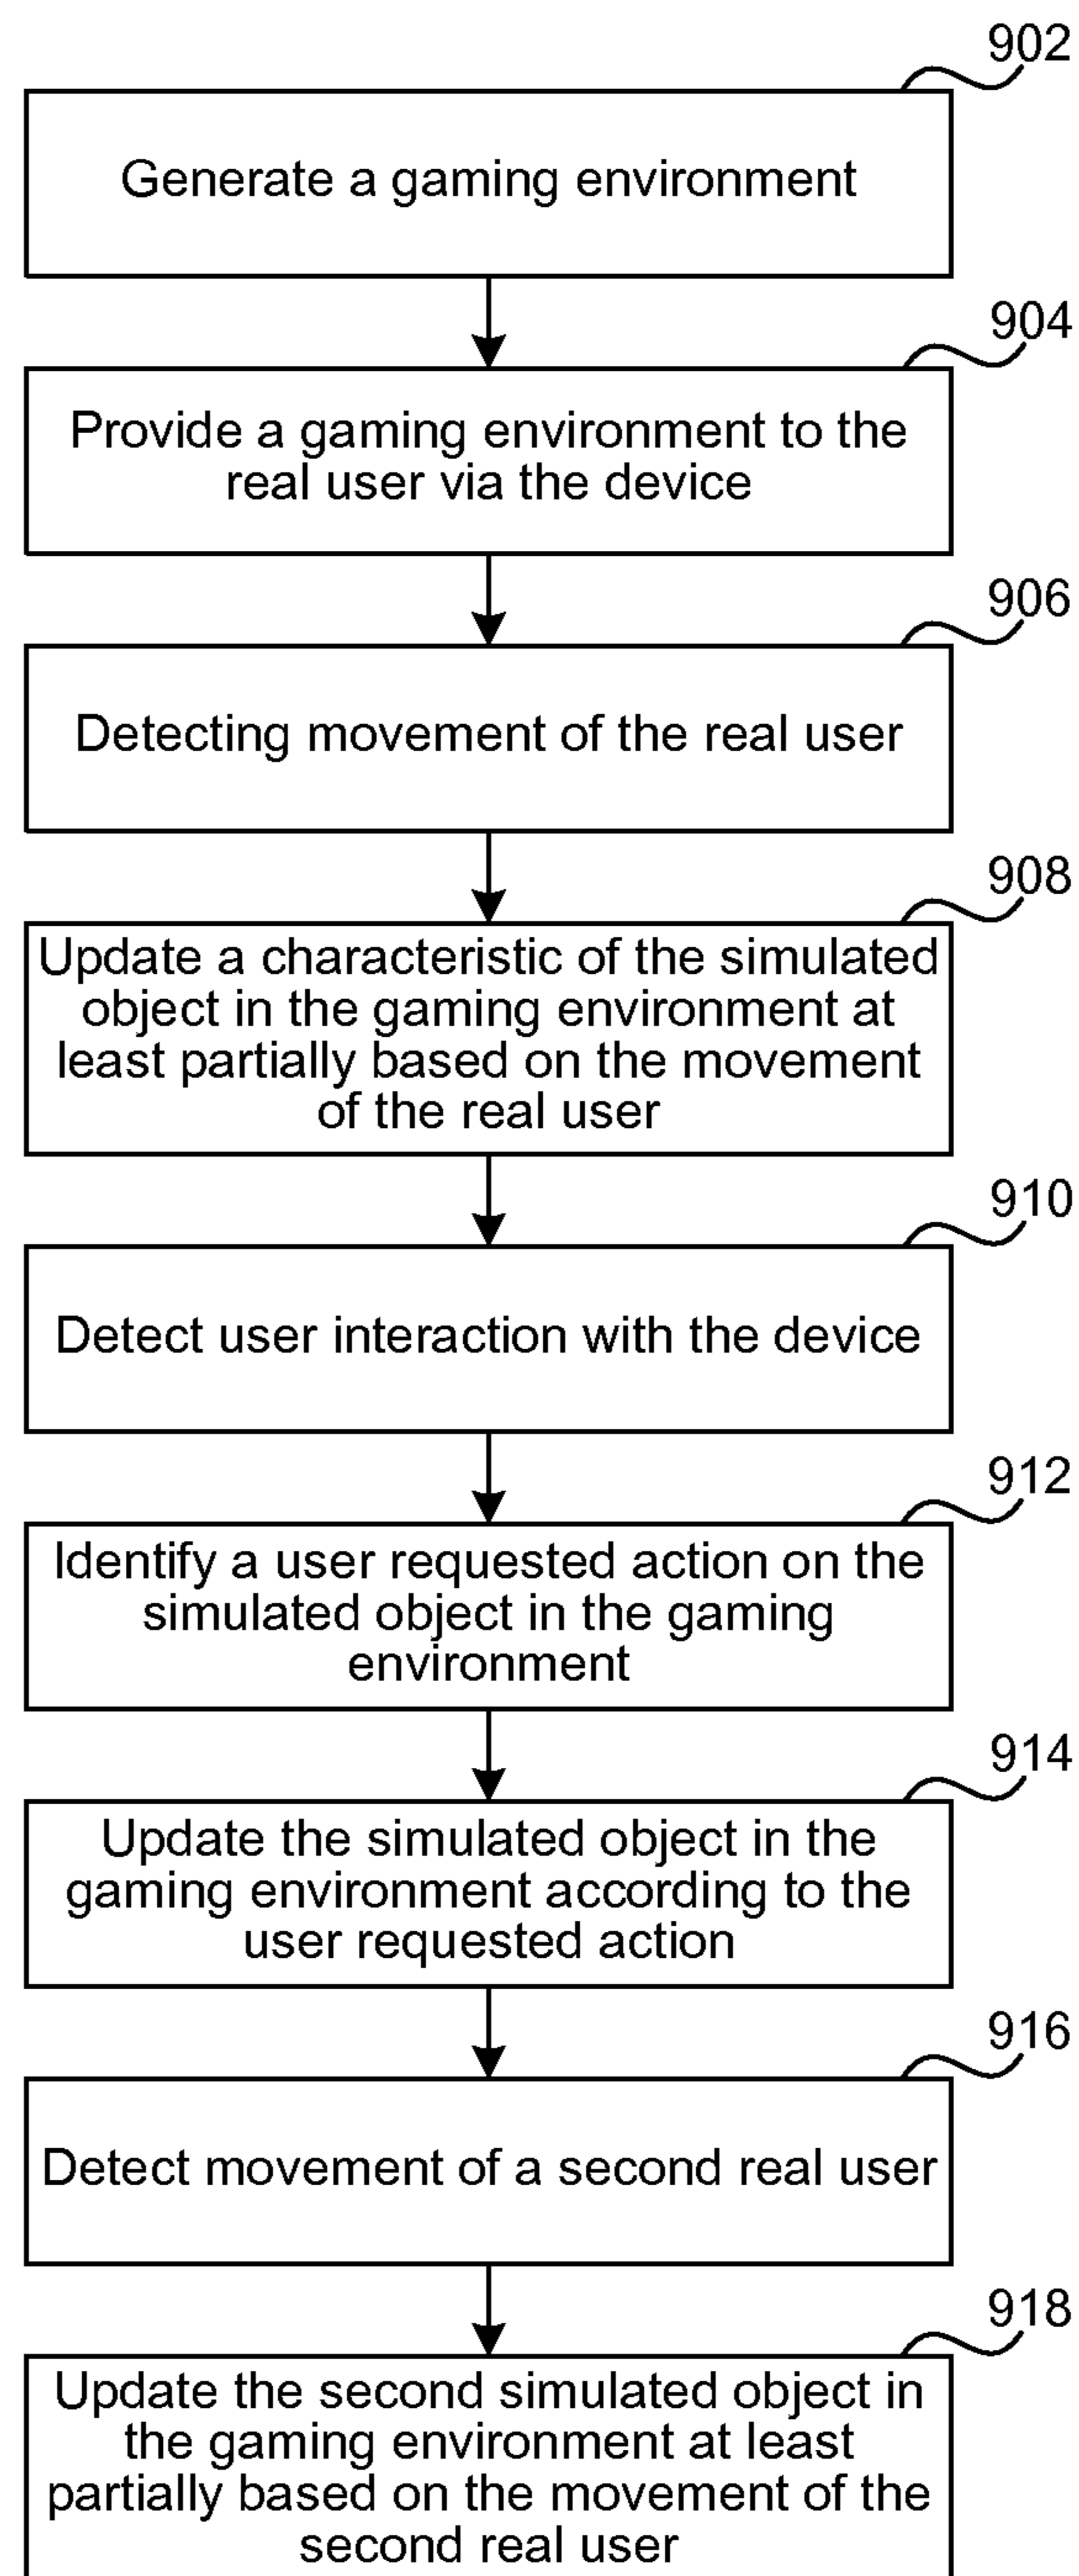 902
Generate a gaming environment
904
Provide a gaming environment to the
real user via the device
906
Detecting movement of the real user
908
Update a characteristic of the simulated
object in the gaming environment at
least partially based on the movement
of the real user
910
Detect user interaction with the device
912
Identify a user requested action on the
simulated object in the gaming
environment
914
Update the simulated object in the
gaming environment according to the
user requested action
916
Detect movement of a second real user
918
Update the second simulated object in
the gaming environment at least
partially based on the movement of the
second real user